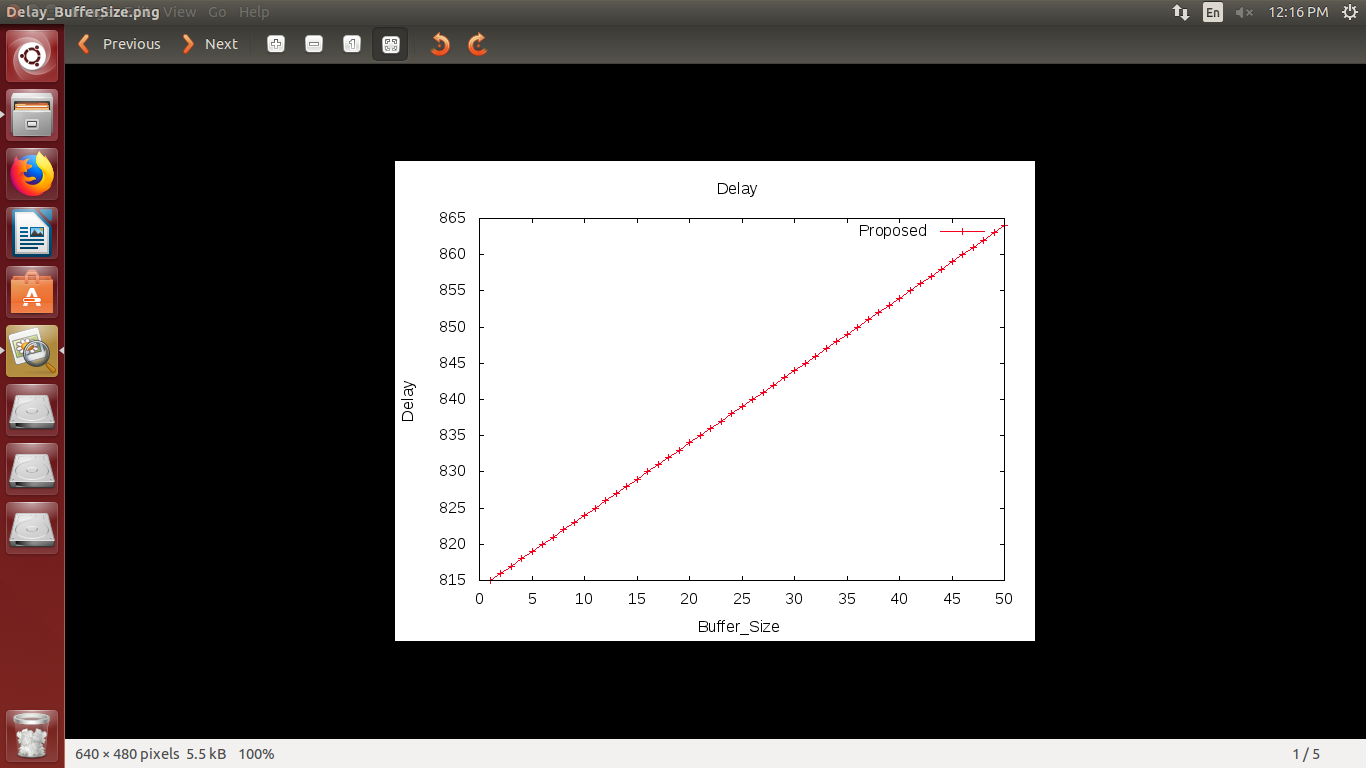 Delay_BufferSize.png View Go Help
En 12:16 PM
Previous Next
Delay
Proposed
865
860
855
850
845
840
835
830
825
820
815
Delay
0 5 10 15 20 25 30 35 40 45 50
Buffer_Size
640 × 480 pixels 5.5 kB 100%
1 / 5